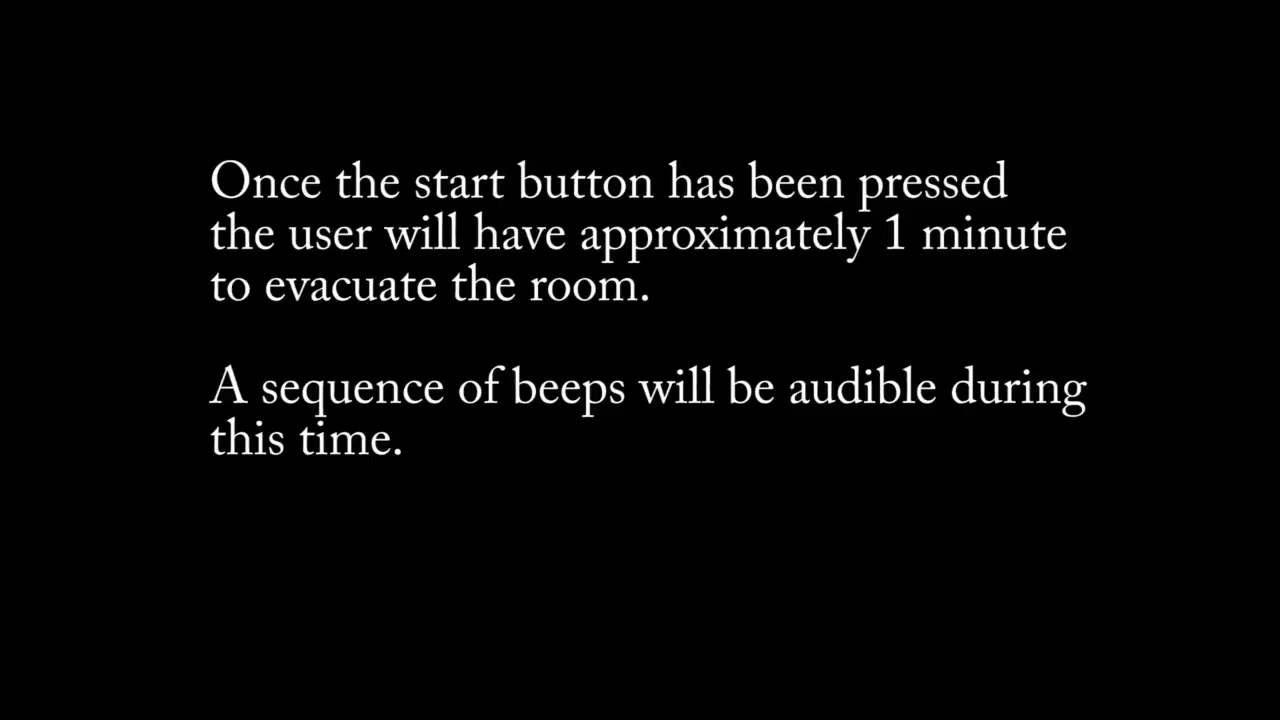 Once the start button has been pressed
the user will have approximately 1 minute
to evacuate the room.
A sequence of beeps will be audible during
this time.